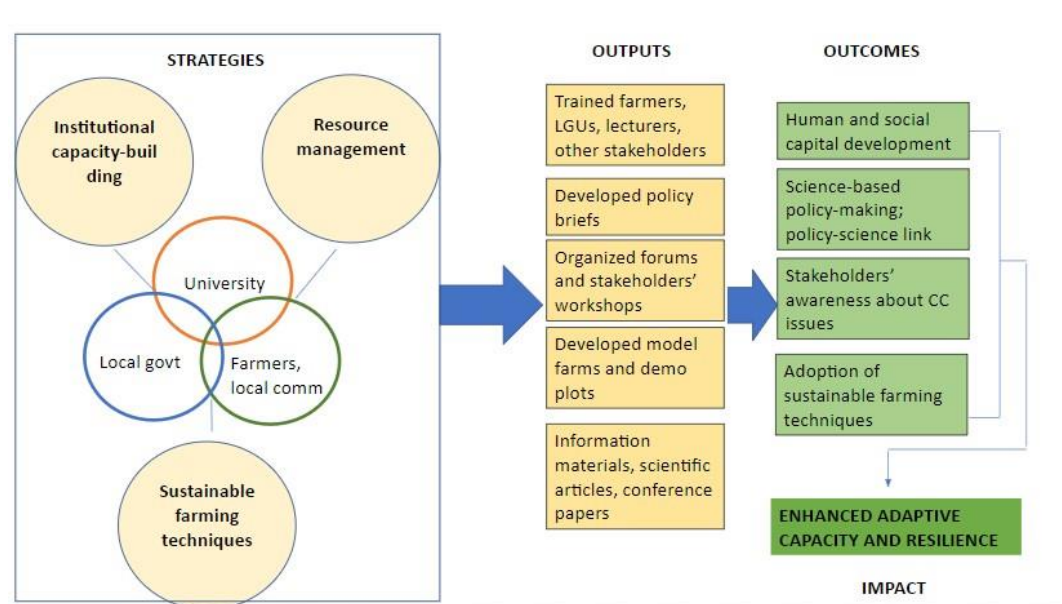 STRATEGIES
Institutional
capacity-buil
ding
Resource
management
University
Local govt
Farmers,
local comm
Sustainable
farming
techniques
OUTPUTS
Trained farmers,
LGUs, lecturers,
other stakeholders
Developed policy
briefs
Organized forums
and stakeholders’
workshops
Developed model
farms and demo
plots
Information
materials, scientific
articles, conference
papers
OUTCOMES
Human and social
capital development
Science-based
policy-making;
policy-science link
Stakeholders’
awareness about CC
issues
Adoption of
sustainable farming
techniques
ENHANCED ADAPTIVE
CAPACITY AND RESILIENCE
IMPACT